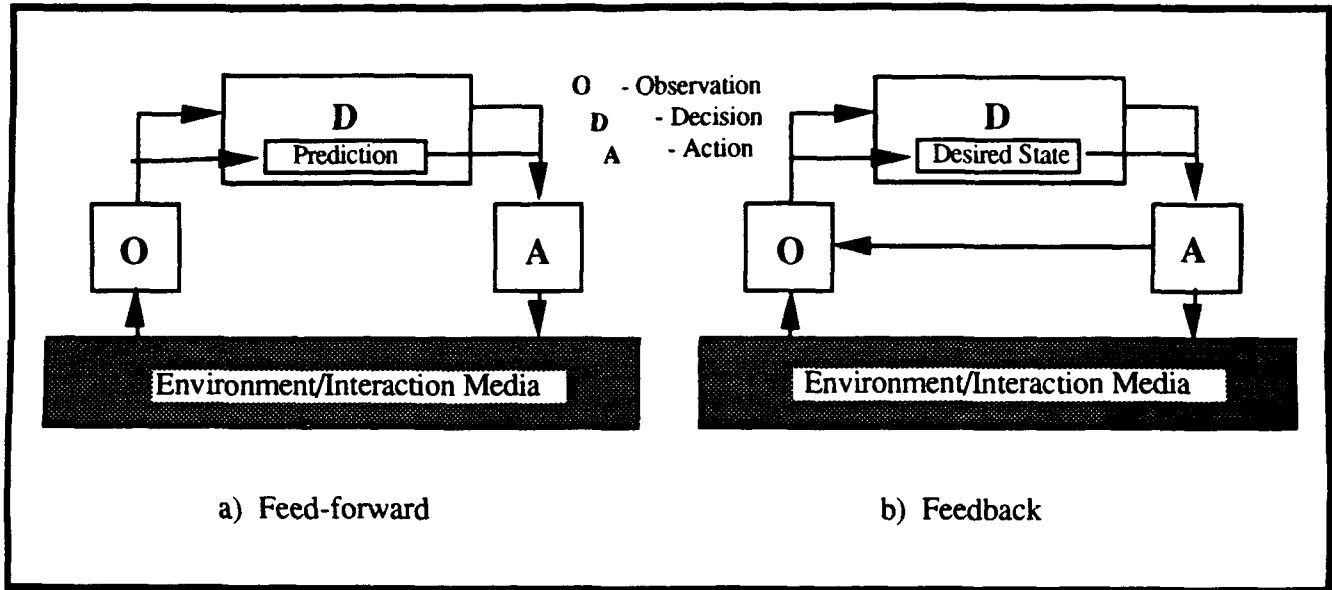 D
Prediction
O
A
O - Observation
D - Decision
A - Action
D
Desired State
O
A
Environment/Interaction Media
Environment/Interaction Media
a) Feed-forward
b) Feedback